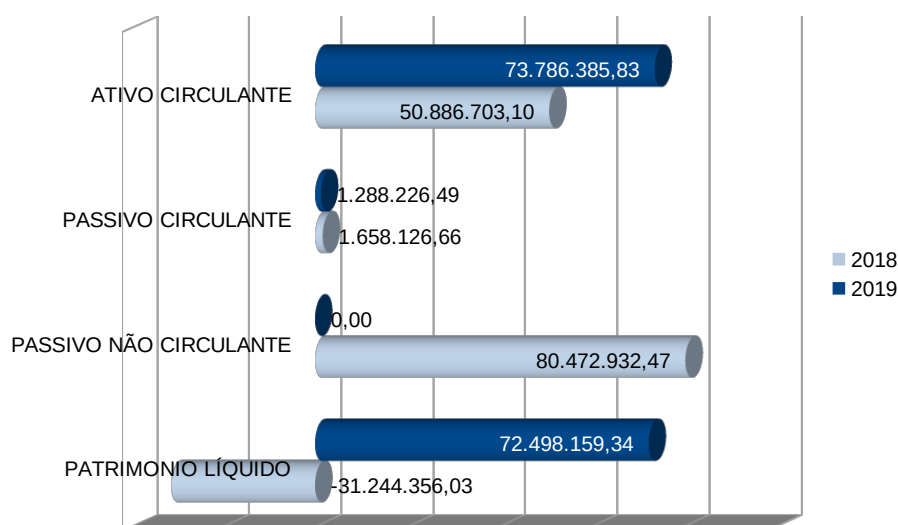 73.786.385,83
ATIVO CIRCULANTE
50.886.703,10
1.288.226,49
PASSIVO CIRCULANTE
1.658.126,66
2018
2019
0,00
PASSIVO NÃO CIRCULANTE
80.472.932,47
72.498.159,34
PATRIMONIO LÍQUIDO
-31.244.356,03